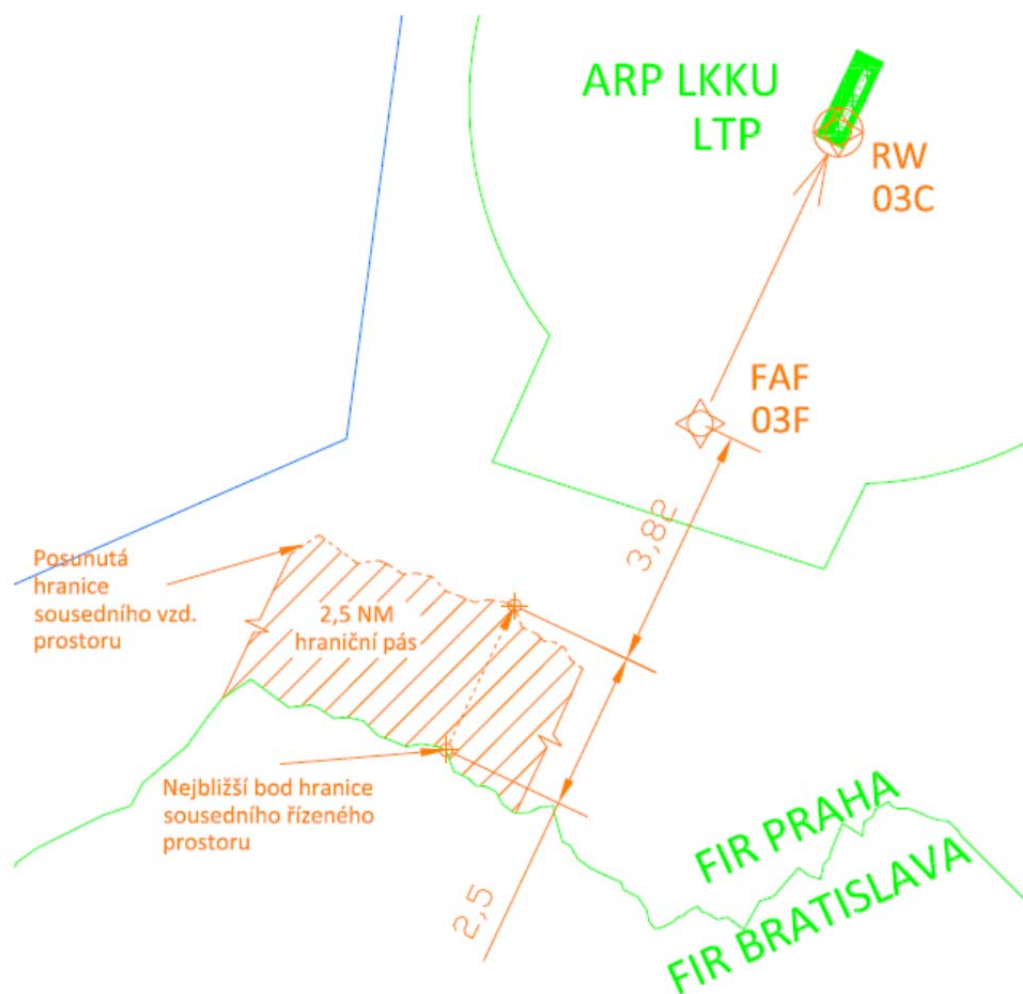 ARP LKKU
LTP
RW
03C
FAF
03F
3,82
Posunutá
hranice
sousedního vzd.
prostoru
2,5 NM
hraniční pás
Nejbližší bod hranice
sousedního řízeného
prostoru
2,5
FIR PRAHA
FIR BRATISLAVA